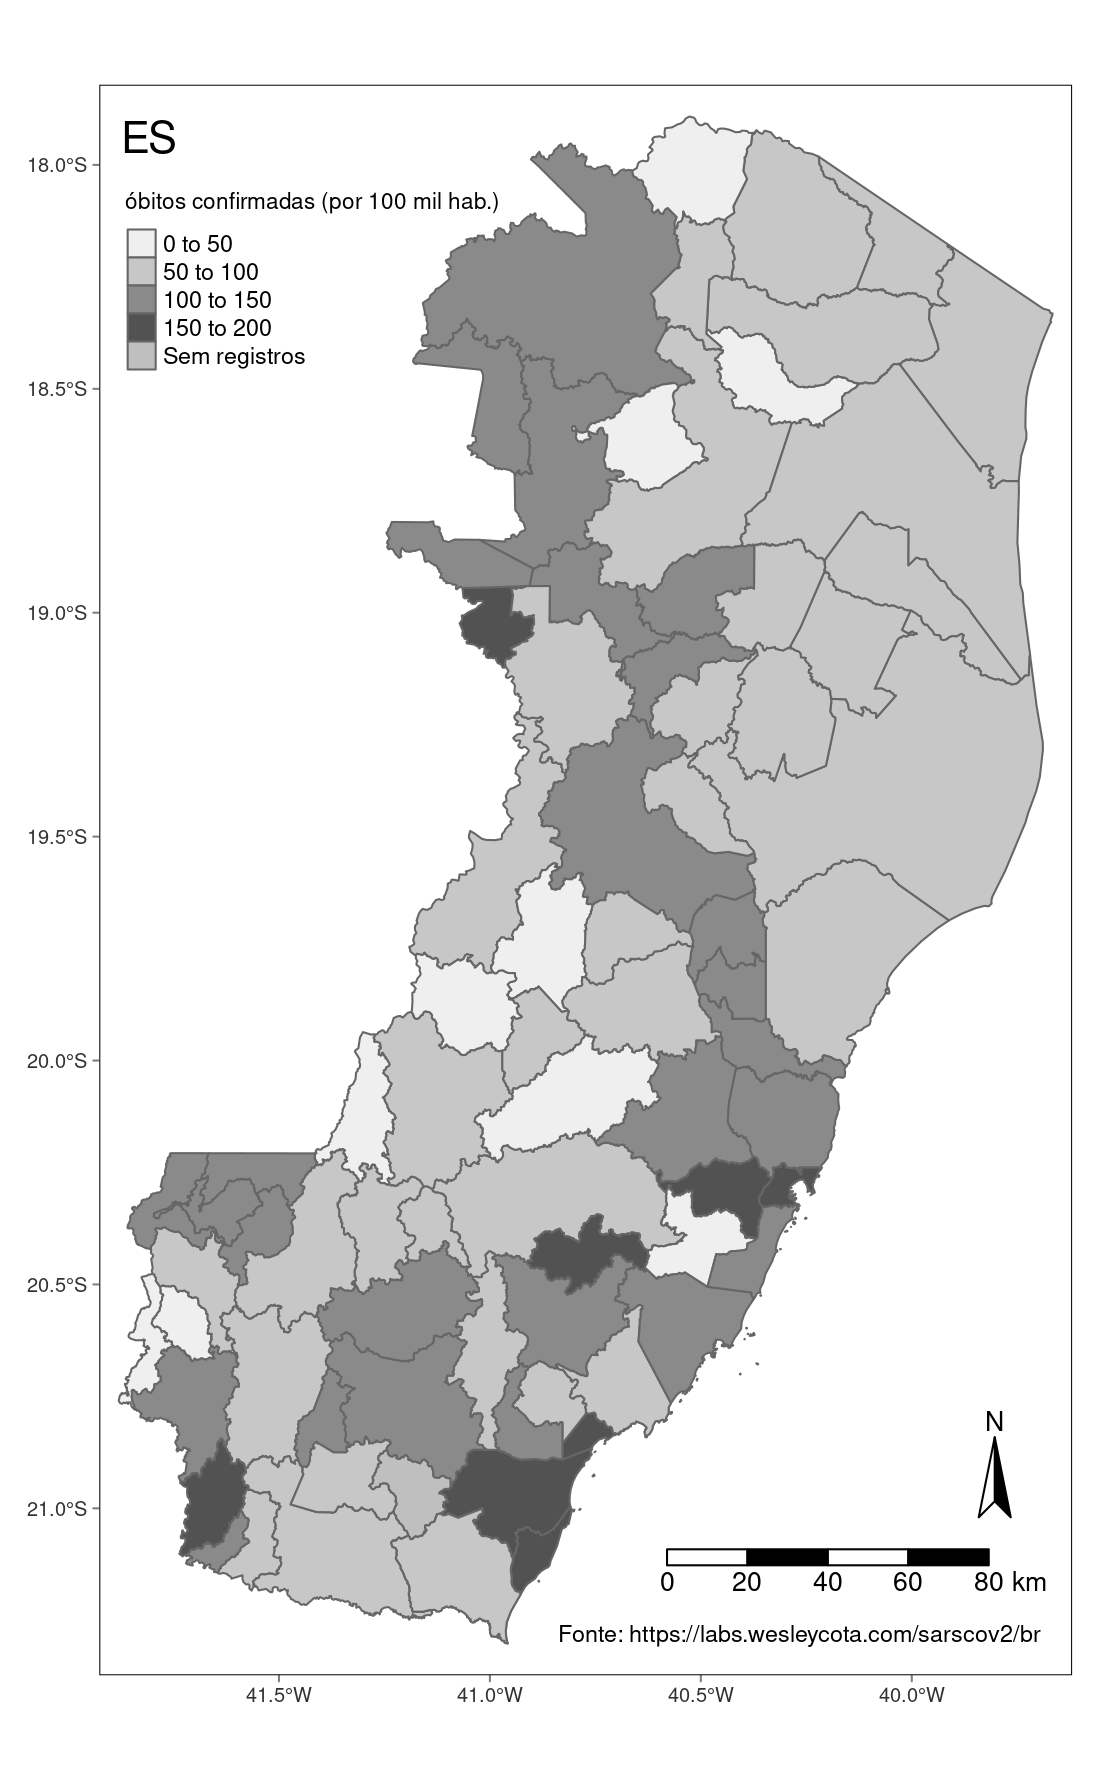 ES
óbitos confirmadas (por 100 mil hab.)
0 to 50
50 to 100
100 to 150
150 to 200
Sem registros
18.0°S
18.5°S
19.0°S
19.5°S
20.0°S
20.5°S
21.0°S
N
0 20 40 60 80 km
Fonte: https://labs.wesleycota.com/sarscov2/br
41.5°W 41.0°W 40.5°W 40.0°W